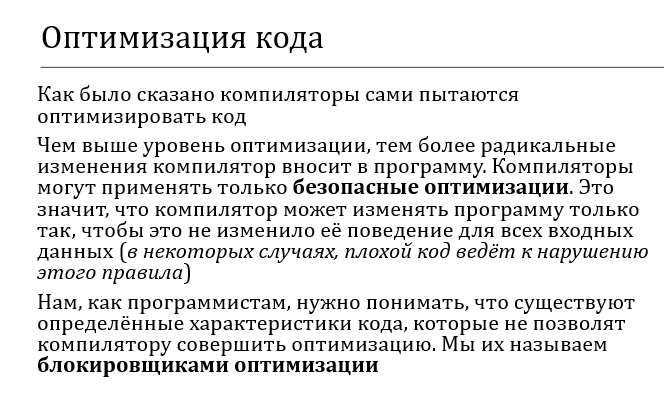 Оптимизация кода
Как было сказано компиляторы сами пытаются
оптимизировать код
Чем выше уровень оптимизации, тем более радикальные
изменения компилятор вносит в программу. Компиляторы
могут применять только безопасные оптимизации. Это
значит, что компилятор может изменять программу только
так, чтобы это не изменило её поведение для всех входных
данных (в некоторых случаях, плохой код ведёт к нарушению
этого правила)
Нам, как программистам, нужно понимать, что существуют
определённые характеристики кода, которые не позволят
компилятору совершить оптимизацию. Мы их называем
блокировщиками оптимизации